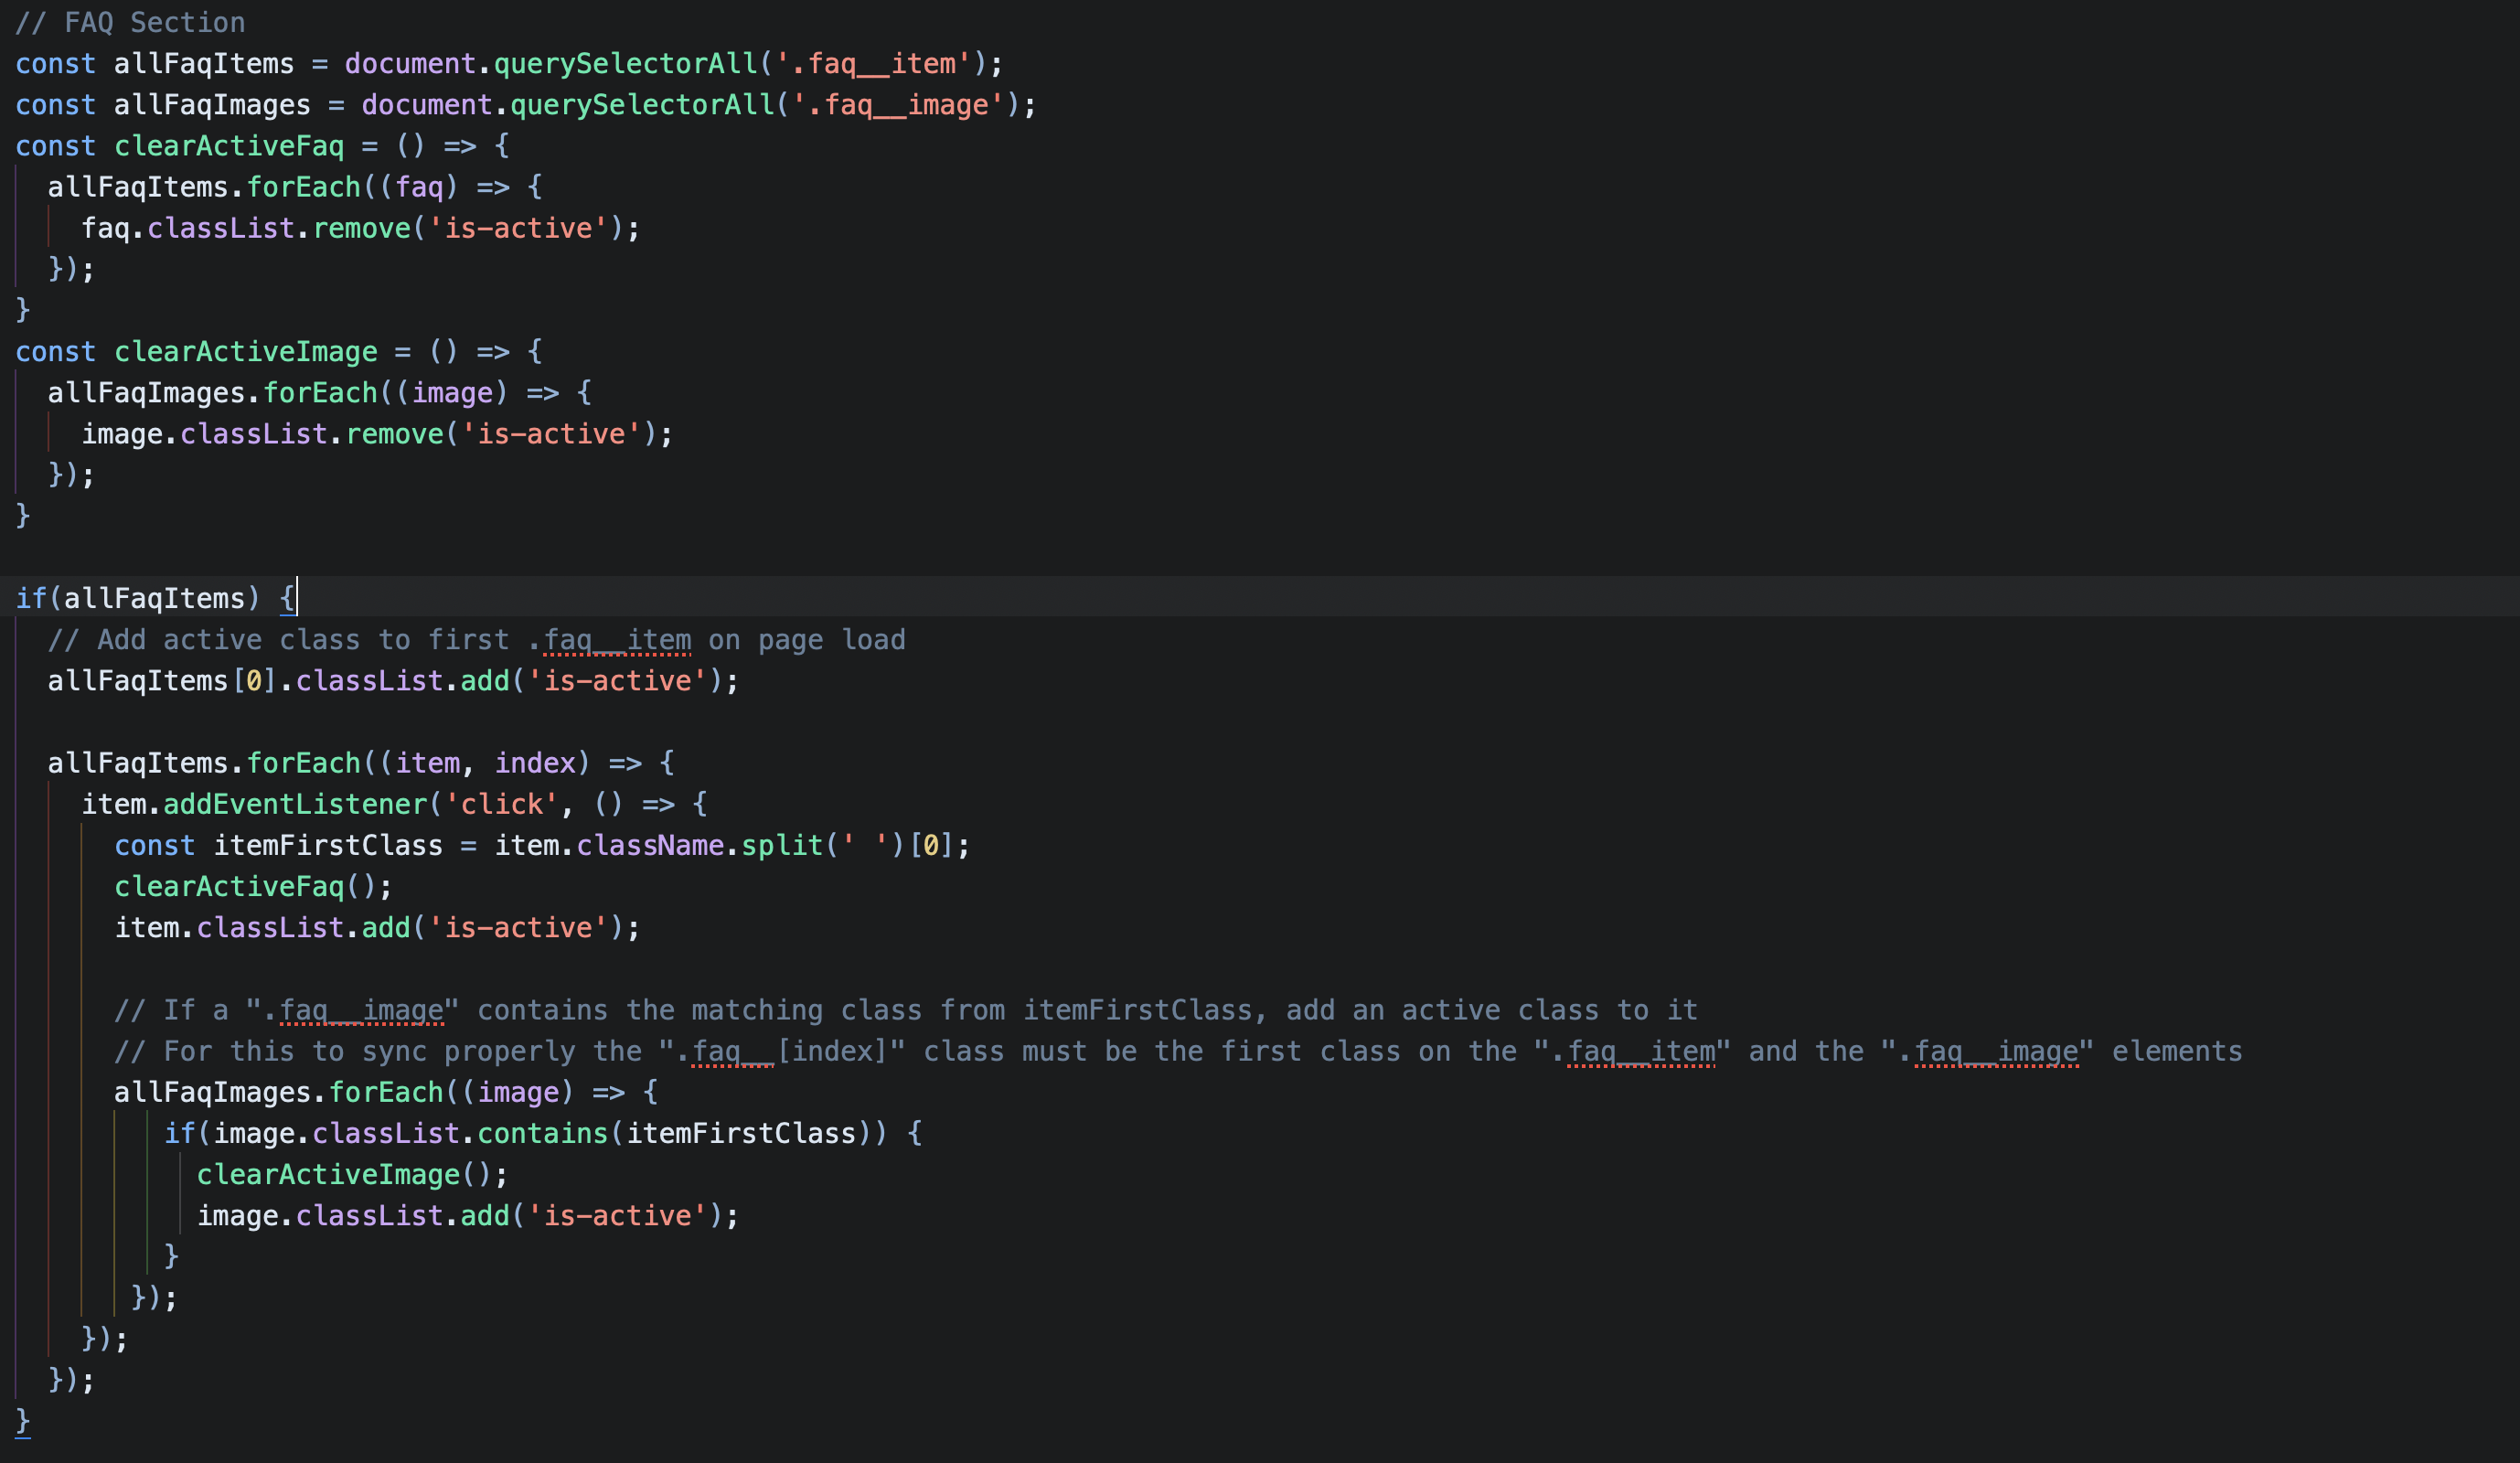 // FAQ Section
const allFaqItems = document.querySelectorAll('.faq__item');
const allFaqImages = document.querySelectorAll('.faq__image');
const clearActiveFaq = () => {
  allFaqItems.forEach((faq) => {
    faq.classList.remove('is-active');
  });
}
const clearActiveImage = () => {
  allFaqImages.forEach((image) => {
    image.classList.remove('is-active');
  });
}

if(allFaqItems) {
  // Add active class to first .faq__item on page load
  allFaqItems[0].classList.add('is-active');

  allFaqItems.forEach((item, index) => {
    item.addEventListener('click', () => {
      const itemFirstClass = item.className.split(' ')[0];
      clearActiveFaq();
      item.classList.add('is-active');

      // If a ".faq__image" contains the matching class from itemFirstClass, add an active class to it
      // For this to sync properly the ".faq__[index]" class must be the first class on the ".faq__item" and the ".faq__image" elements
      allFaqImages.forEach((image) => {
         if(image.classList.contains(itemFirstClass)) {
           clearActiveImage();
           image.classList.add('is-active');
         }
       });
    });
  });
}